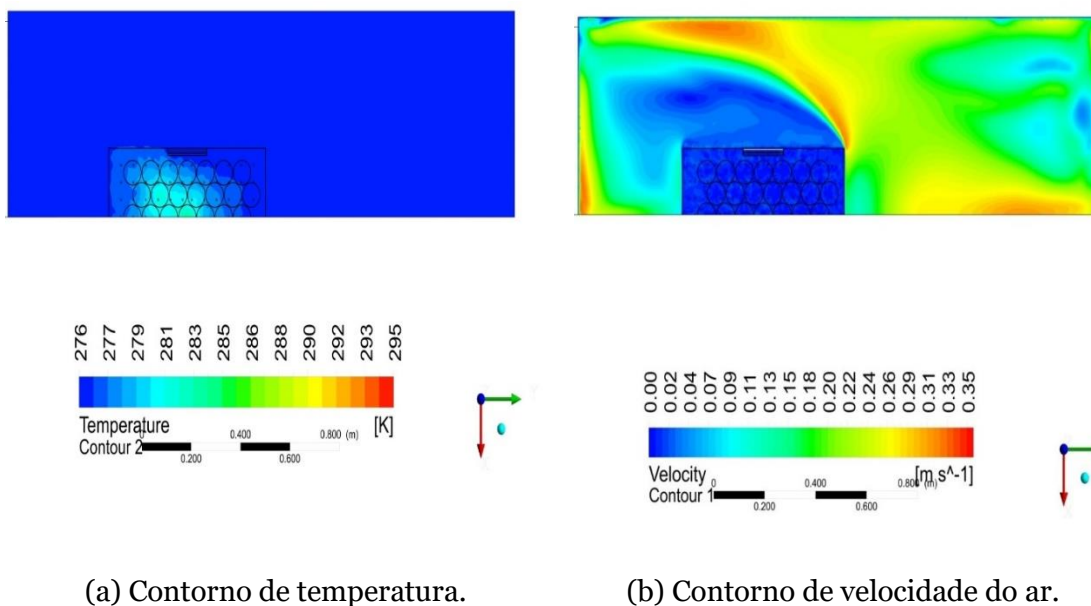 276 277 279 281 283 285 286 288 290 292 293 295
Temperature [K]
Contour 2
0 0.400 0.800 (m)
0.200 0.600
0.00 0.02 0.04 0.07 0.09 0.11 0.13 0.15 0.18 0.20 0.22 0.24 0.26 0.29 0.31 0.33 0.35
Velocity [m s^-1]
Contour 1
0 0.400 0.800 (m)
0.200 0.600
(a) Contorno de temperatura.
(b) Contorno de velocidade do ar.